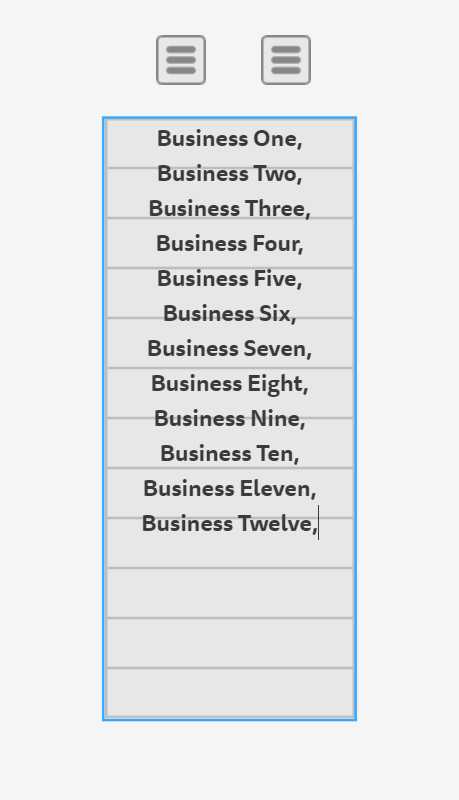 Business One,
Business Two,
Business Three,
Business Four,
Business Five,
Business Six,
Business Seven,
Business Eight,
Business Nine,
Business Ten,
Business Eleven,
Business Twelve,